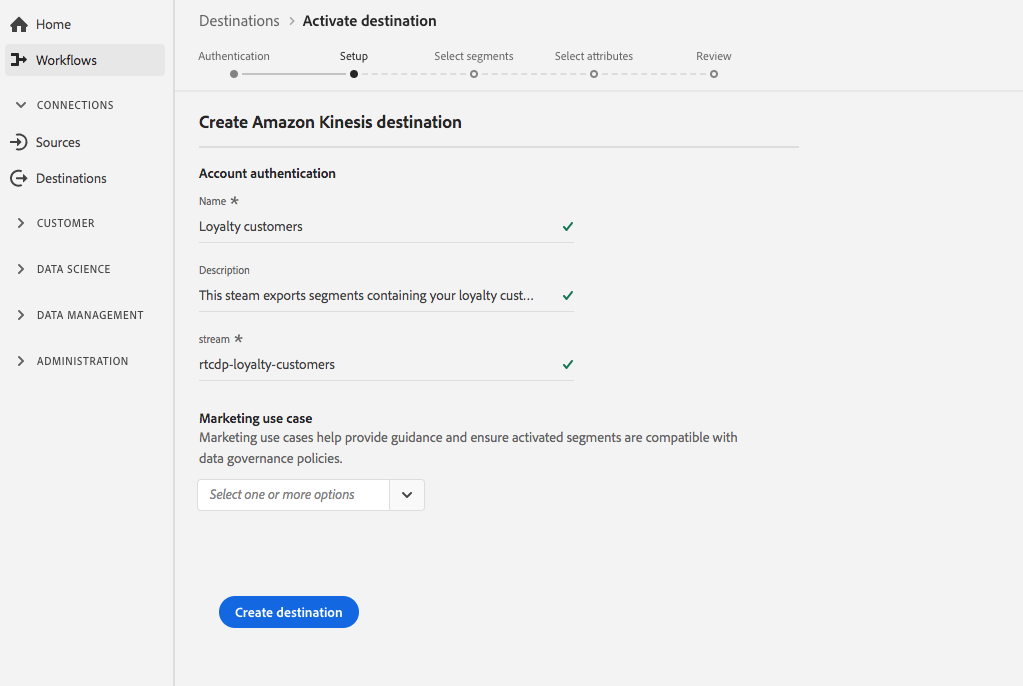 Home
Workflows
CONNECTIONS
Sources
Destinations
CUSTOMER
DATA SCIENCE
DATA MANAGEMENT
ADMINISTRATION
Destinations > Activate destination
Authentication Setup Select segments Select attributes Review
Create Amazon Kinesis destination
Account authentication
Name *
Loyalty customers
Description
This steam exports segments containing your loyalty cust...
stream *
rtcdp-loyalty-customers
Marketing use case
Marketing use cases help provide guidance and ensure activated segments are compatible with
data governance policies.
Select one or more options
Create destination